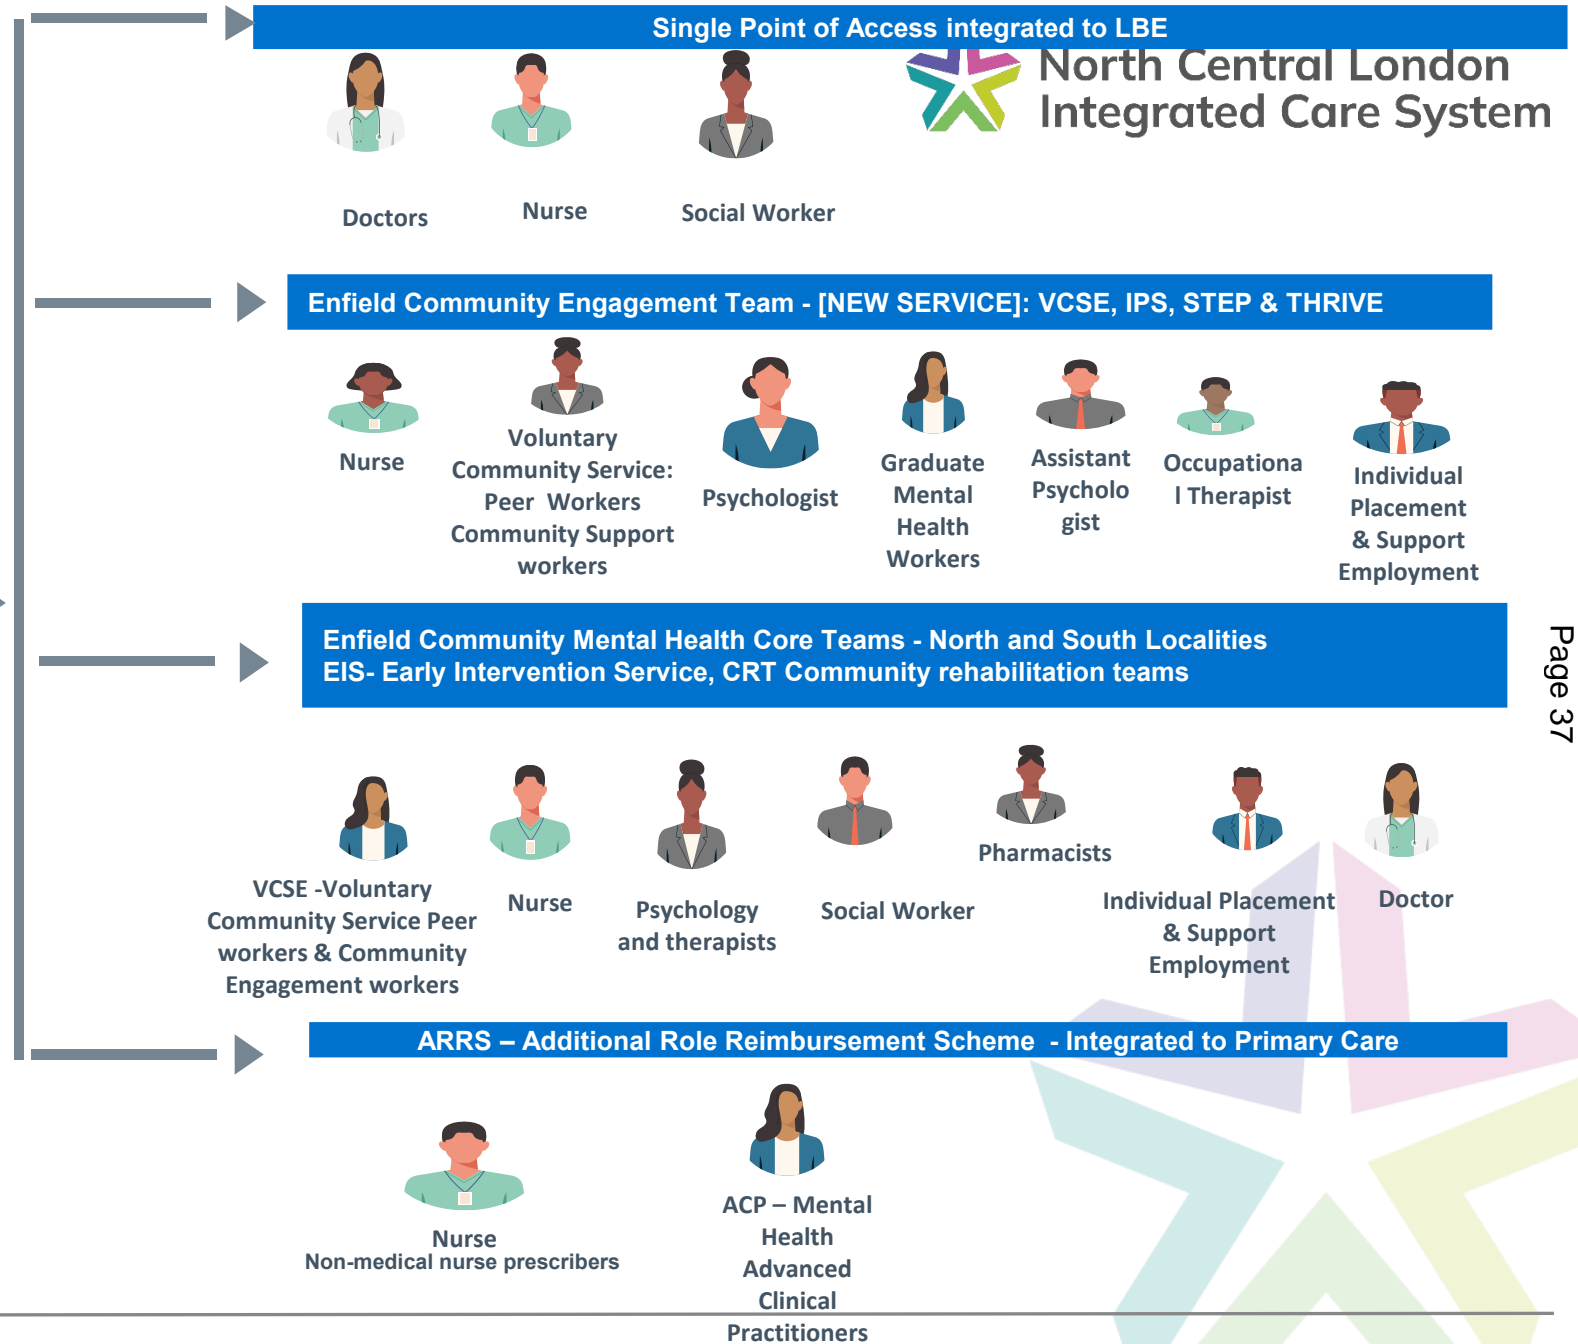 Single Point of Access integrated to LBE
North Central London
Integrated Care System
Doctors
Nurse
Social Worker
Enfield Community Engagement Team - [NEW SERVICE]: VCSE, IPS, STEP & THRIVE
Nurse
Voluntary
Community Service:
Peer Workers
Community Support
workers
Psychologist
Graduate
Mental
Health
Workers
Assistant
Psycholo
gist
Occupationa
l Therapist
Individual
Placement
& Support
Employment
Enfield Community Mental Health Core Teams - North and South Localities
EIS- Early Intervention Service, CRT Community rehabilitation teams
Page 37
VCSE -Voluntary
Community Service Peer
workers & Community
Engagement workers
Nurse
Psychology
and therapists
Social Worker
Pharmacists
Individual Placement
& Support
Employment
Doctor
ARRS – Additional Role Reimbursement Scheme - Integrated to Primary Care
Nurse
Non-medical nurse prescribers
ACP – Mental
Health
Advanced
Clinical
Practitioners